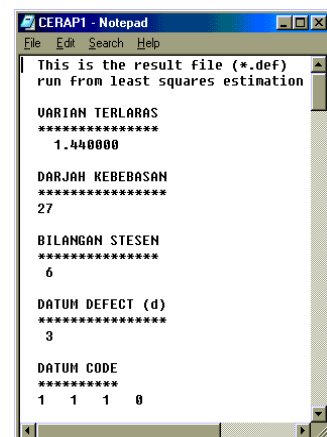 CERAP1 - Notepad
File Edit Search Help
This is the result file (*.def)
run from least squares estimation
VARIAN TERLARAS
***************
1.440000
DARJAH KEBEBASAN
****************
27
BILANGAN STESEN
***************
6
DATUM DEFECT (d)
****************
3
DATUM CODE
**********
1 1 1 0